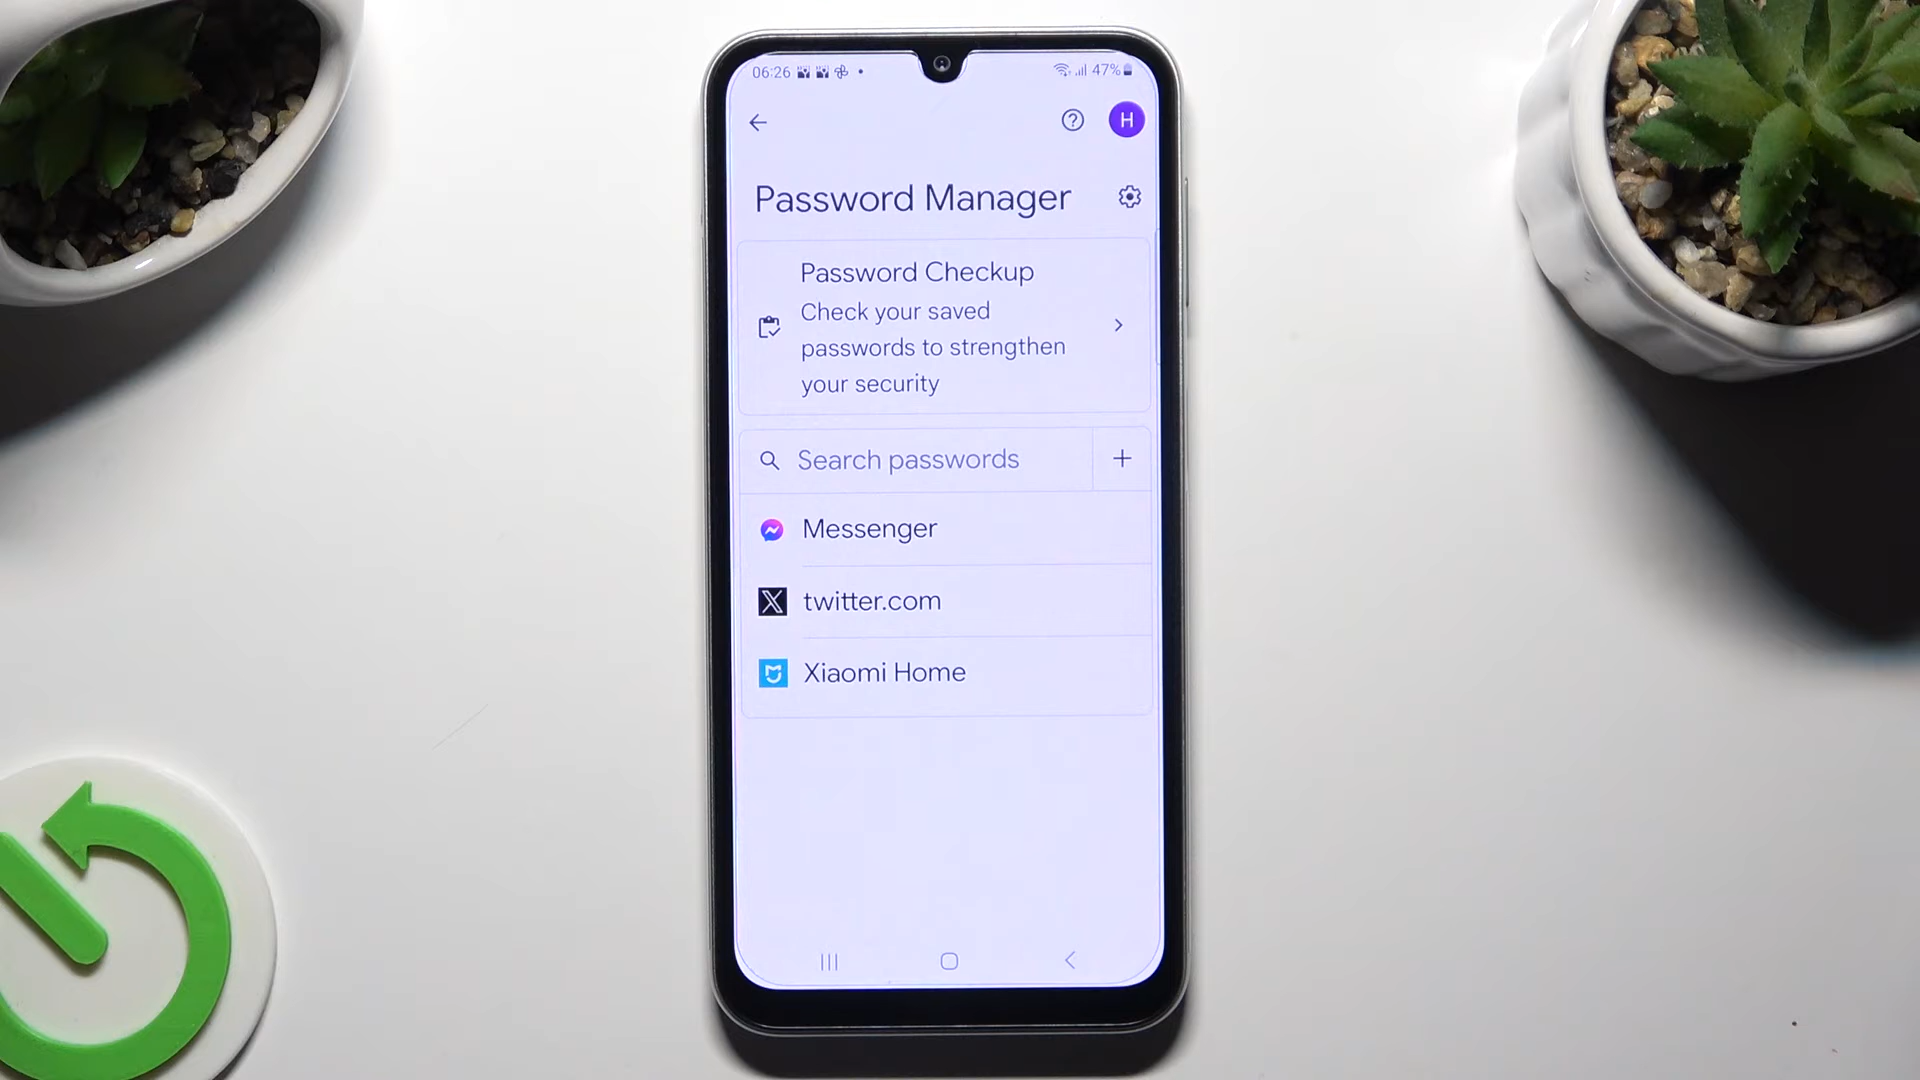 06:26 47%
H
Password Manager
Password Checkup
Check your saved
passwords to strengthen
your security
Search passwords
Messenger
twitter.com
Xiaomi Home